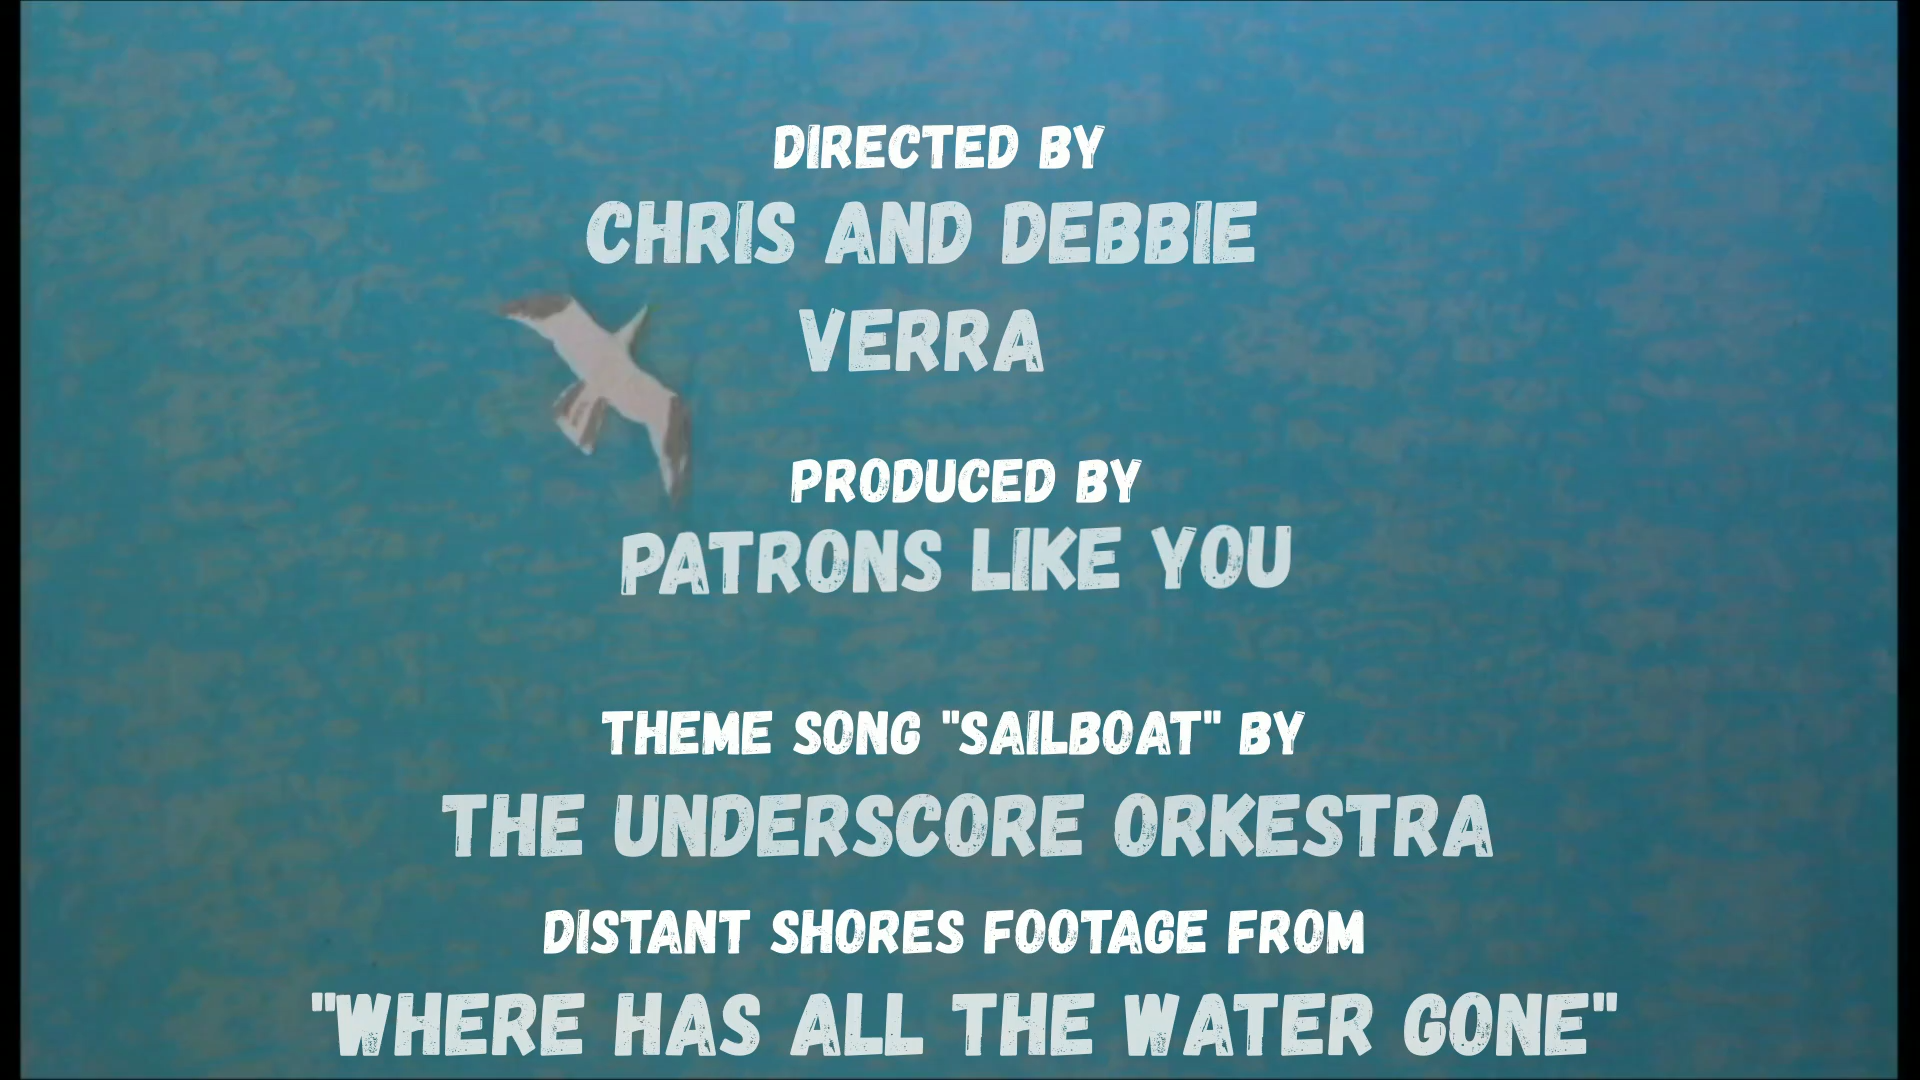 DIRECTED BY
CHRIS AND DEBBIE
VERRA
PRODUCED BY
PATRONS LIKE YOU
THEME SONG "SAILBOAT" BY
THE UNDERSCORE ORKESTRA
DISTANT SHORES FOOTAGE FROM
"WHERE HAS ALL THE WATER GONE"